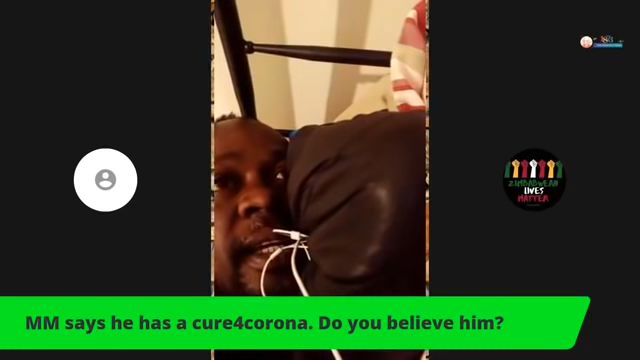 ZIMBABWEAN
LIVES
MATTER
MM says he has a cure4corona. Do you believe him?